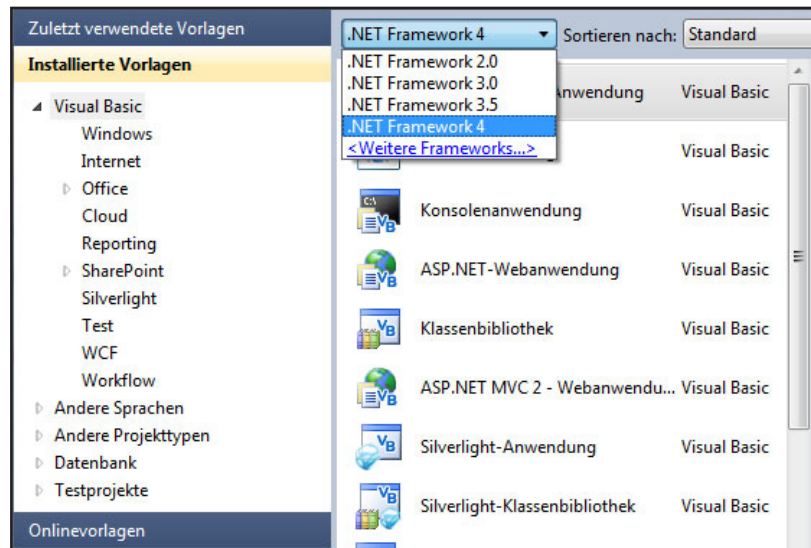 Zuletzt verwendete Vorlagen
Installierte Vorlagen
Visual Basic
Windows
Internet
Office
Cloud
Reporting
SharePoint
Silverlight
Test
WCF
Workflow
Andere Sprachen
Andere Projekttypen
Datenbank
Testprojekte
Onlinevorlagen
.NET Framework 4 Sortieren nach: Standard
.NET Framework 2.0
.NET Framework 3.0
.NET Framework 3.5
.NET Framework 4
<Weitere Frameworks...>
Visual Basic
Visual Basic
Konsolenanwendung Visual Basic
ASP.NET-Webanwendung Visual Basic
Klassenbibliothek Visual Basic
ASP.NET MVC 2 - Webanwendu... Visual Basic
Silverlight-Anwendung Visual Basic
Silverlight-Klassenbibliothek Visual Basic